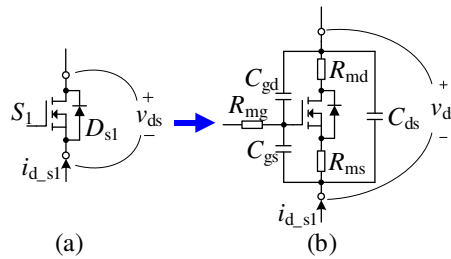 S1
+
vds
−
Ds1
id_s1
(a)
Cgd
Rmd
Rmg
Cgs
Cds
Rms
+
vd
−
id_s1
(b)